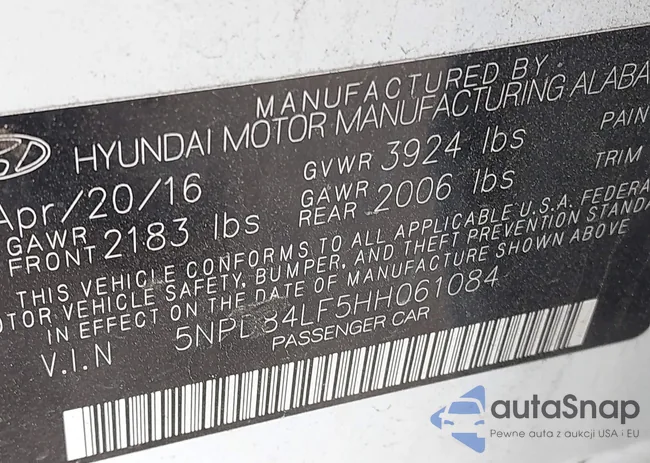 MANUFACTURED BY
HYUNDAI MOTOR MANUFACTURING ALABA
Apr/20/16 GVWR 3924 lbs PAIN
GAWR FRONT 2183 lbs GAWR REAR 2006 lbs TRIM
THIS VEHICLE CONFORMS TO ALL APPLICABLE U.S.A. FEDERA
MOTOR VEHICLE SAFETY, BUMPER, AND THEFT PREVENTION STANDA
IN EFFECT ON THE DATE OF MANUFACTURE SHOWN ABOVE
V.I.N 5NPD84LF5HH061084
PASSENGER CAR
autaSnap
Pewne auta z aukcji USA i EU